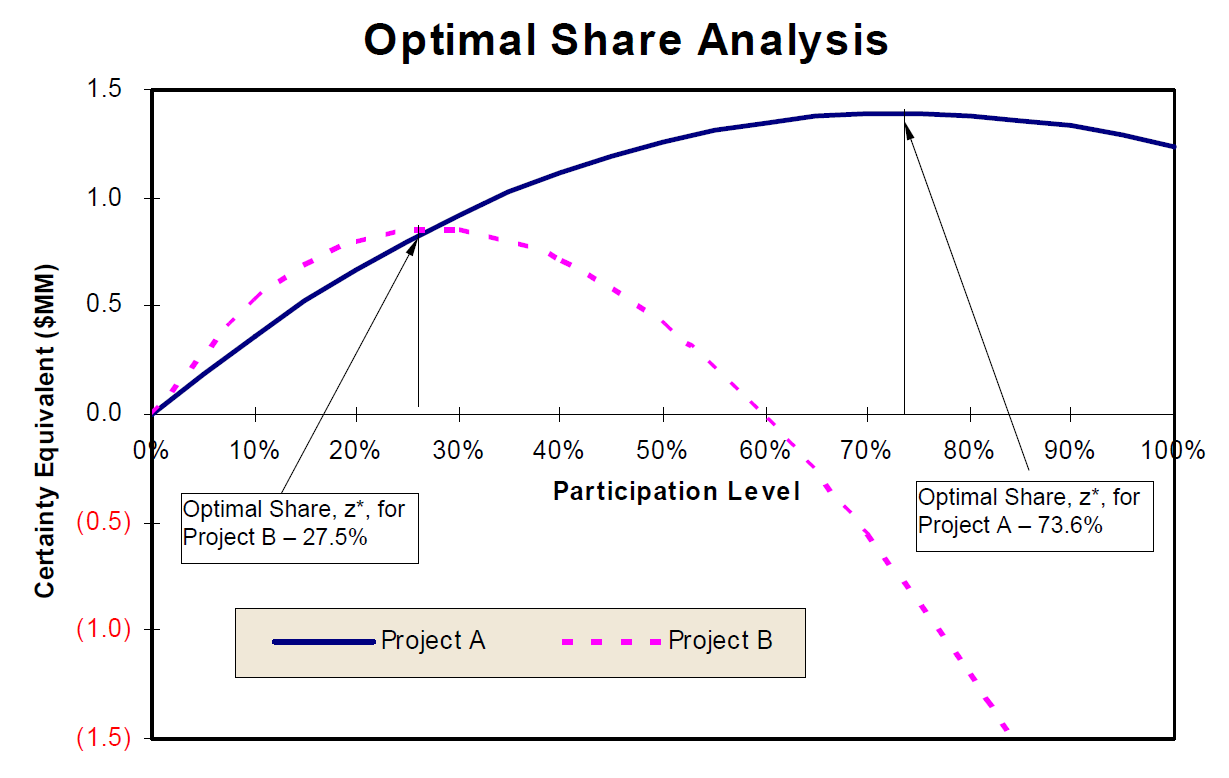 Optimal Share Analysis
1.5
1.0
0.5
0.0
(0.5)
(1.0)
(1.5)
Certainty Equivalent ($MM)
0% 10% 20% 30% 40% 50% 60% 70% 80% 90% 100%
Participation Level
Optimal Share, z*, for
Project B – 27.5%
Optimal Share, z*, for
Project A – 73.6%
Project A Project B